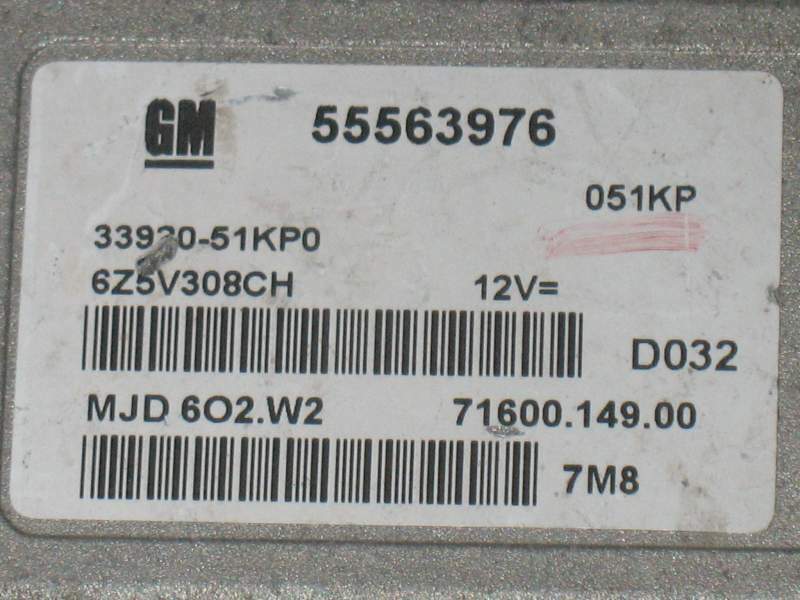 GM 55563976
051KP
33920-51KP0
6Z5V308CH 12V=
D032
MJD 6O2.W2 71600.149.00
7M8